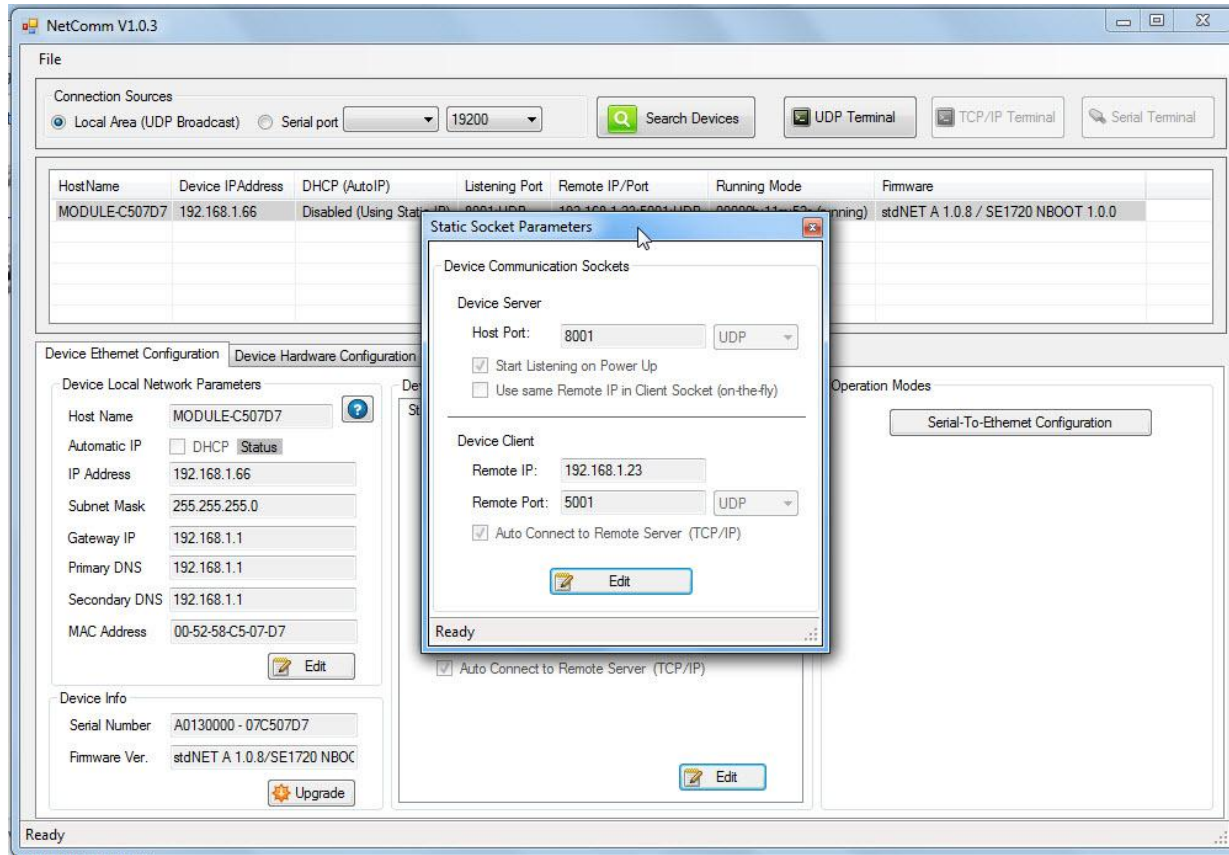 NetComm V1.0.3
File
Connection Sources
Local Area (UDP Broadcast) Serial port 19200 Search Devices UDP Terminal TCP/IP Terminal Serial Terminal
HostName Device IPAddress DHCP (AutoIP) Listening Port Remote IP/Port Running Mode Firmware
MODULE-C507D7 192.168.1.66 Disabled (Using Static IP) 8001:UDP 192.168.1.23:5001:UDP (running) stdNET A 1.0.8 / SE1720 NBOOT 1.0.0
Static Socket Parameters
Device Communication Sockets
Device Server
Host Port: 8001 UDP
Start Listening on Power Up
Use same Remote IP in Client Socket (on-the-fly)
Device Client
Remote IP: 192.168.1.23
Remote Port: 5001 UDP
Auto Connect to Remote Server (TCP/IP)
Edit
Ready
Device Ethernet Configuration Device Hardware Configuration
Device Local Network Parameters
Host Name MODULE-C507D7
Automatic IP DHCP Status
IP Address 192.168.1.66
Subnet Mask 255.255.255.0
Gateway IP 192.168.1.1
Primary DNS 192.168.1.1
Secondary DNS 192.168.1.1
MAC Address 00-52-58-C5-07-D7
Edit
Device Info
Serial Number A0130000 - 07C507D7
Firmware Ver. stdNET A 1.0.8/SE1720 NBOC
Upgrade
Auto Connect to Remote Server (TCP/IP)
Edit
Operation Modes
Serial-To-Ethernet Configuration
Ready